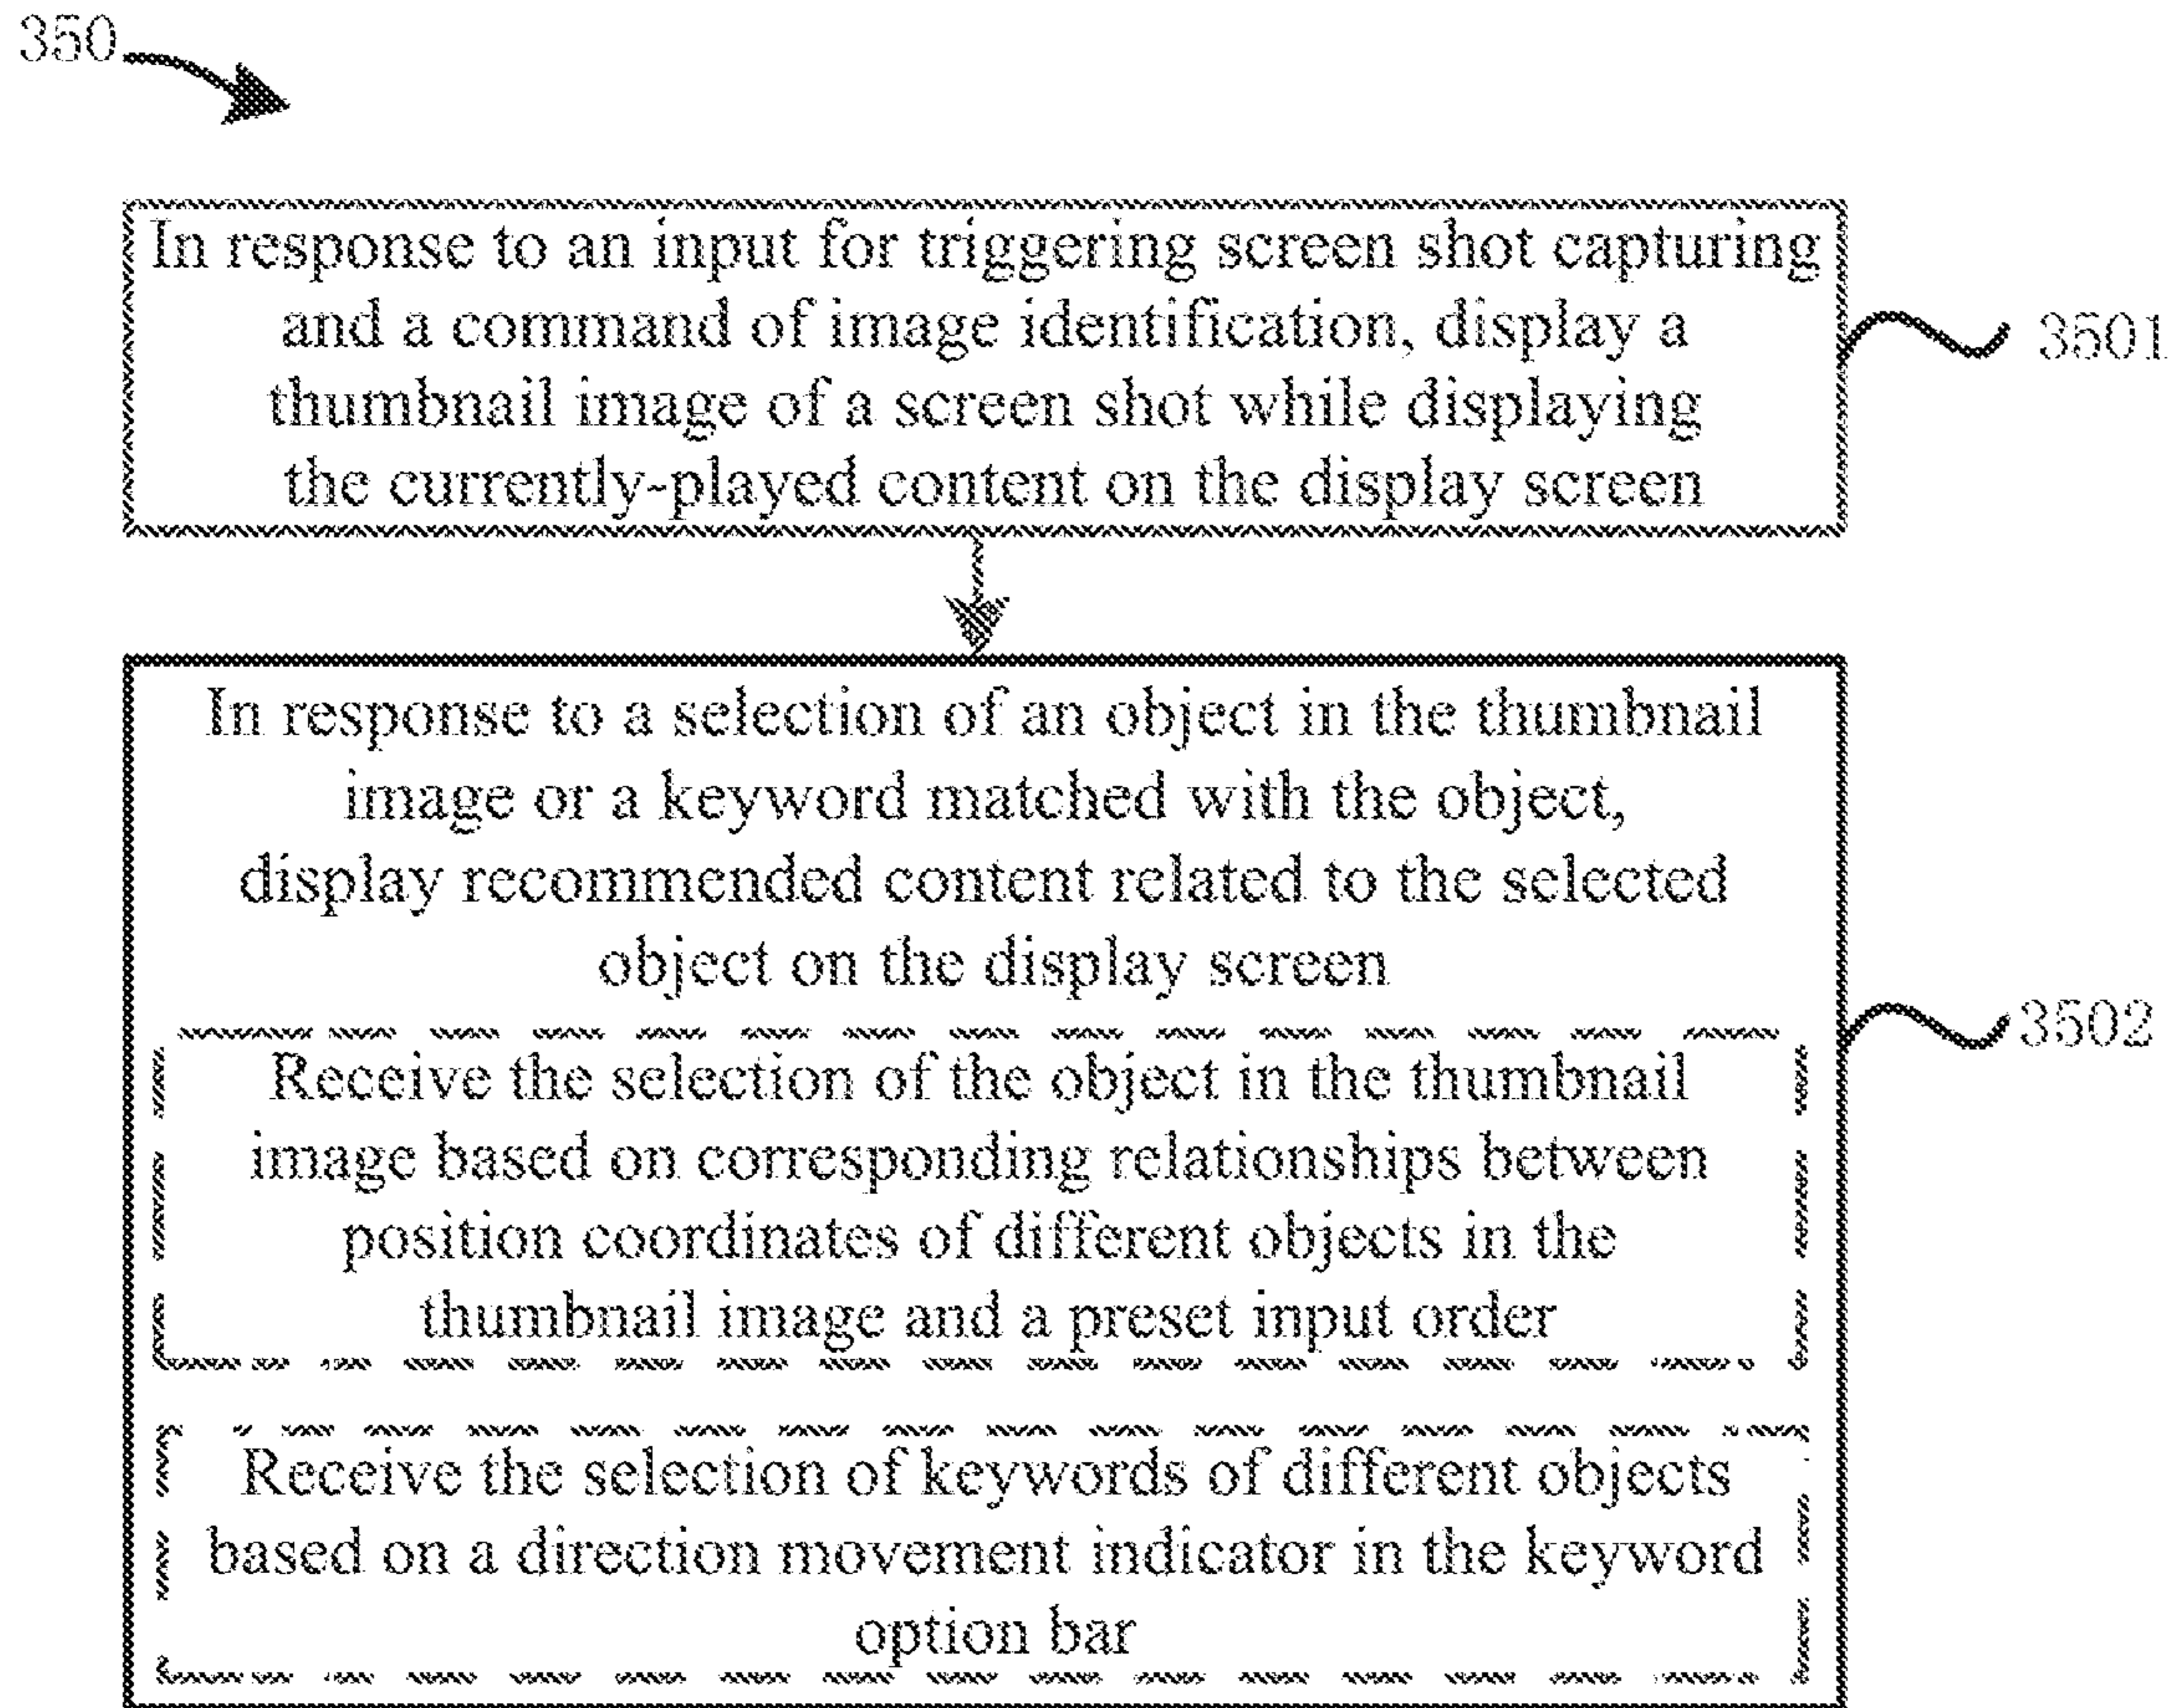 350
In response to an input for triggering screen shot capturing
and a command of image identification, display a
thumbnail image of a screen shot while displaying
the currently-played content on the display screen
3501
In response to a selection of an object in the thumbnail
image or a keyword matched with the object,
display recommended content related to the selected
object on the display screen
3502
Receive the selection of the object in the thumbnail
image based on corresponding relationships between
position coordinates of different objects in the
thumbnail image and a preset input order
Receive the selection of keywords of different objects
based on a direction movement indicator in the keyword
option bar